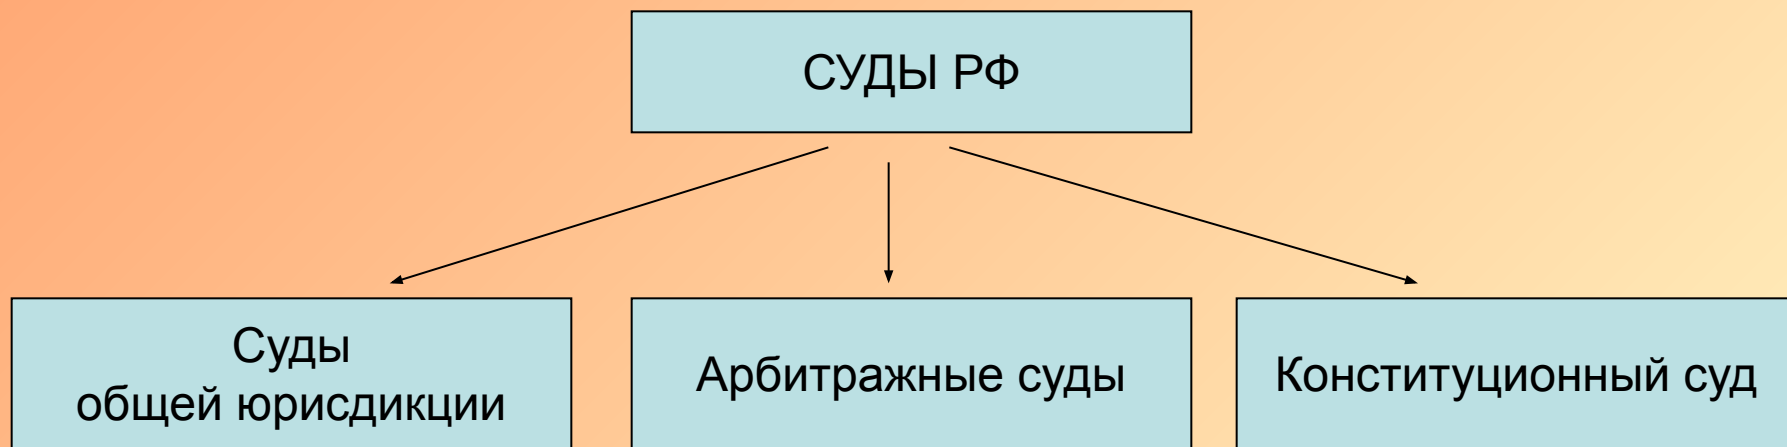 СУДЫ РФ
Суды
общей юрисдикции
Арбитражные суды
Конституционный суд